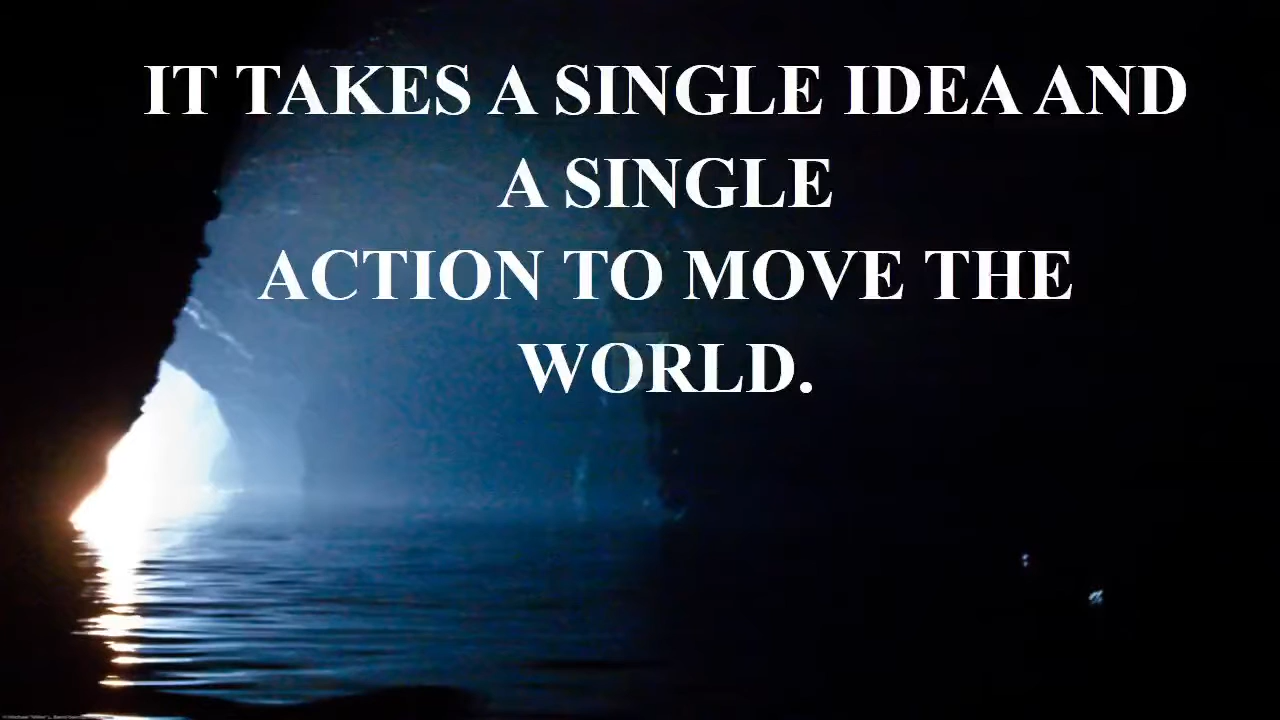 IT TAKES A SINGLE IDEA AND
A SINGLE
ACTION TO MOVE THE
WORLD.